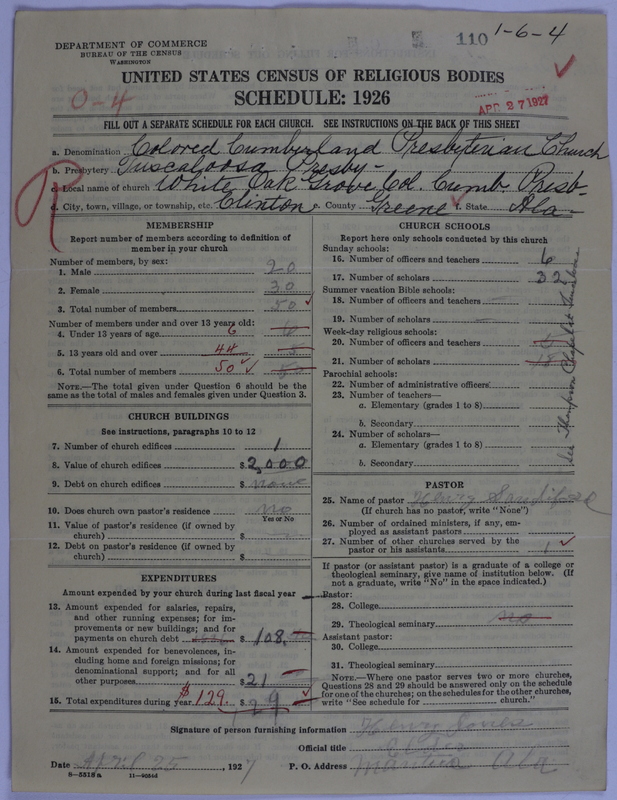 110 1-6-4
DEPARTMENT OF COMMERCE
BUREAU OF THE CENSUS
WASHINGTON
UNITED STATES CENSUS OF RELIGIOUS BODIES
SCHEDULE: 1926
0-4
APR 27 1927
FILL OUT A SEPARATE SCHEDULE FOR EACH CHURCH. SEE INSTRUCTIONS ON THE BACK OF THIS SHEET
a. Denomination Colored Cumberland Presbyterian Church
b. Presbytery Tuscaloosa Presby-
c. Local name of church White Oak Grove Col. Cumb Presb-
d. City, town, village, or township, etc. Clinton e. County Greene f. State Ala-
MEMBERSHIP
Report number of members according to definition of member in your church
Number of members, by sex:
1. Male 20
2. Female 30
3. Total number of members 50
Number of members under and over 13 years old:
4. Under 13 years of age 6 6
5. 13 years old and over 44
6. Total number of members 50 50
NOTE.—The total given under Question 6 should be the same as the total of males and females given under Question 3.
CHURCH BUILDINGS
See instructions, paragraphs 10 to 12
7. Number of church edifices 1
8. Value of church edifices $ 2,000
9. Debt on church edifices $ none
10. Does church own pastor's residence no
Yes or No
11. Value of pastor's residence (if owned by church) $
12. Debt on pastor's residence (if owned by church) $
EXPENDITURES
Amount expended by your church during last fiscal year
13. Amount expended for salaries, repairs, and other running expenses; for improvements or new buildings; and for payments on church debt $ 108.
14. Amount expended for benevolences, including home and foreign missions; for denominational support; and for all other purposes $ 21
15. Total expenditures during year $129. $
CHURCH SCHOOLS
Report here only schools conducted by this church
Sunday schools:
16. Number of officers and teachers 6
17. Number of scholars 32
Summer vacation Bible schools:
18. Number of officers and teachers
19. Number of scholars
Week-day religious schools:
20. Number of officers and teachers 6
21. Number of scholars 18
Parochial schools:
22. Number of administrative officers
23. Number of teachers—
a. Elementary (grades 1 to 8)
b. Secondary
24. Number of scholars—
a. Elementary (grades 1 to 8)
b. Secondary
See Thompson Chapel
PASTOR
25. Name of pastor Henry
(If church has no pastor, write "None")
26. Number of ordained ministers, if any, employed as assistant pastors
27. Number of other churches served by the pastor or his assistants 1
If pastor (or assistant pastor) is a graduate of a college or theological seminary, give name of institution below. (If not a graduate, write "No" in the space indicated.)
Pastor:
28. College
29. Theological seminary no
Assistant pastor:
30. College
31. Theological seminary
NOTE.—Where one pastor serves two or more churches, Questions 28 and 29 should be answered only on the schedule for one of the churches; on the schedules for the other churches, write "See schedule for church."
Signature of person furnishing information Henry Jones
Official title Elder
Date April 25, 1927 P. O. Address Mantua Ala
8-5518a 11-9024d